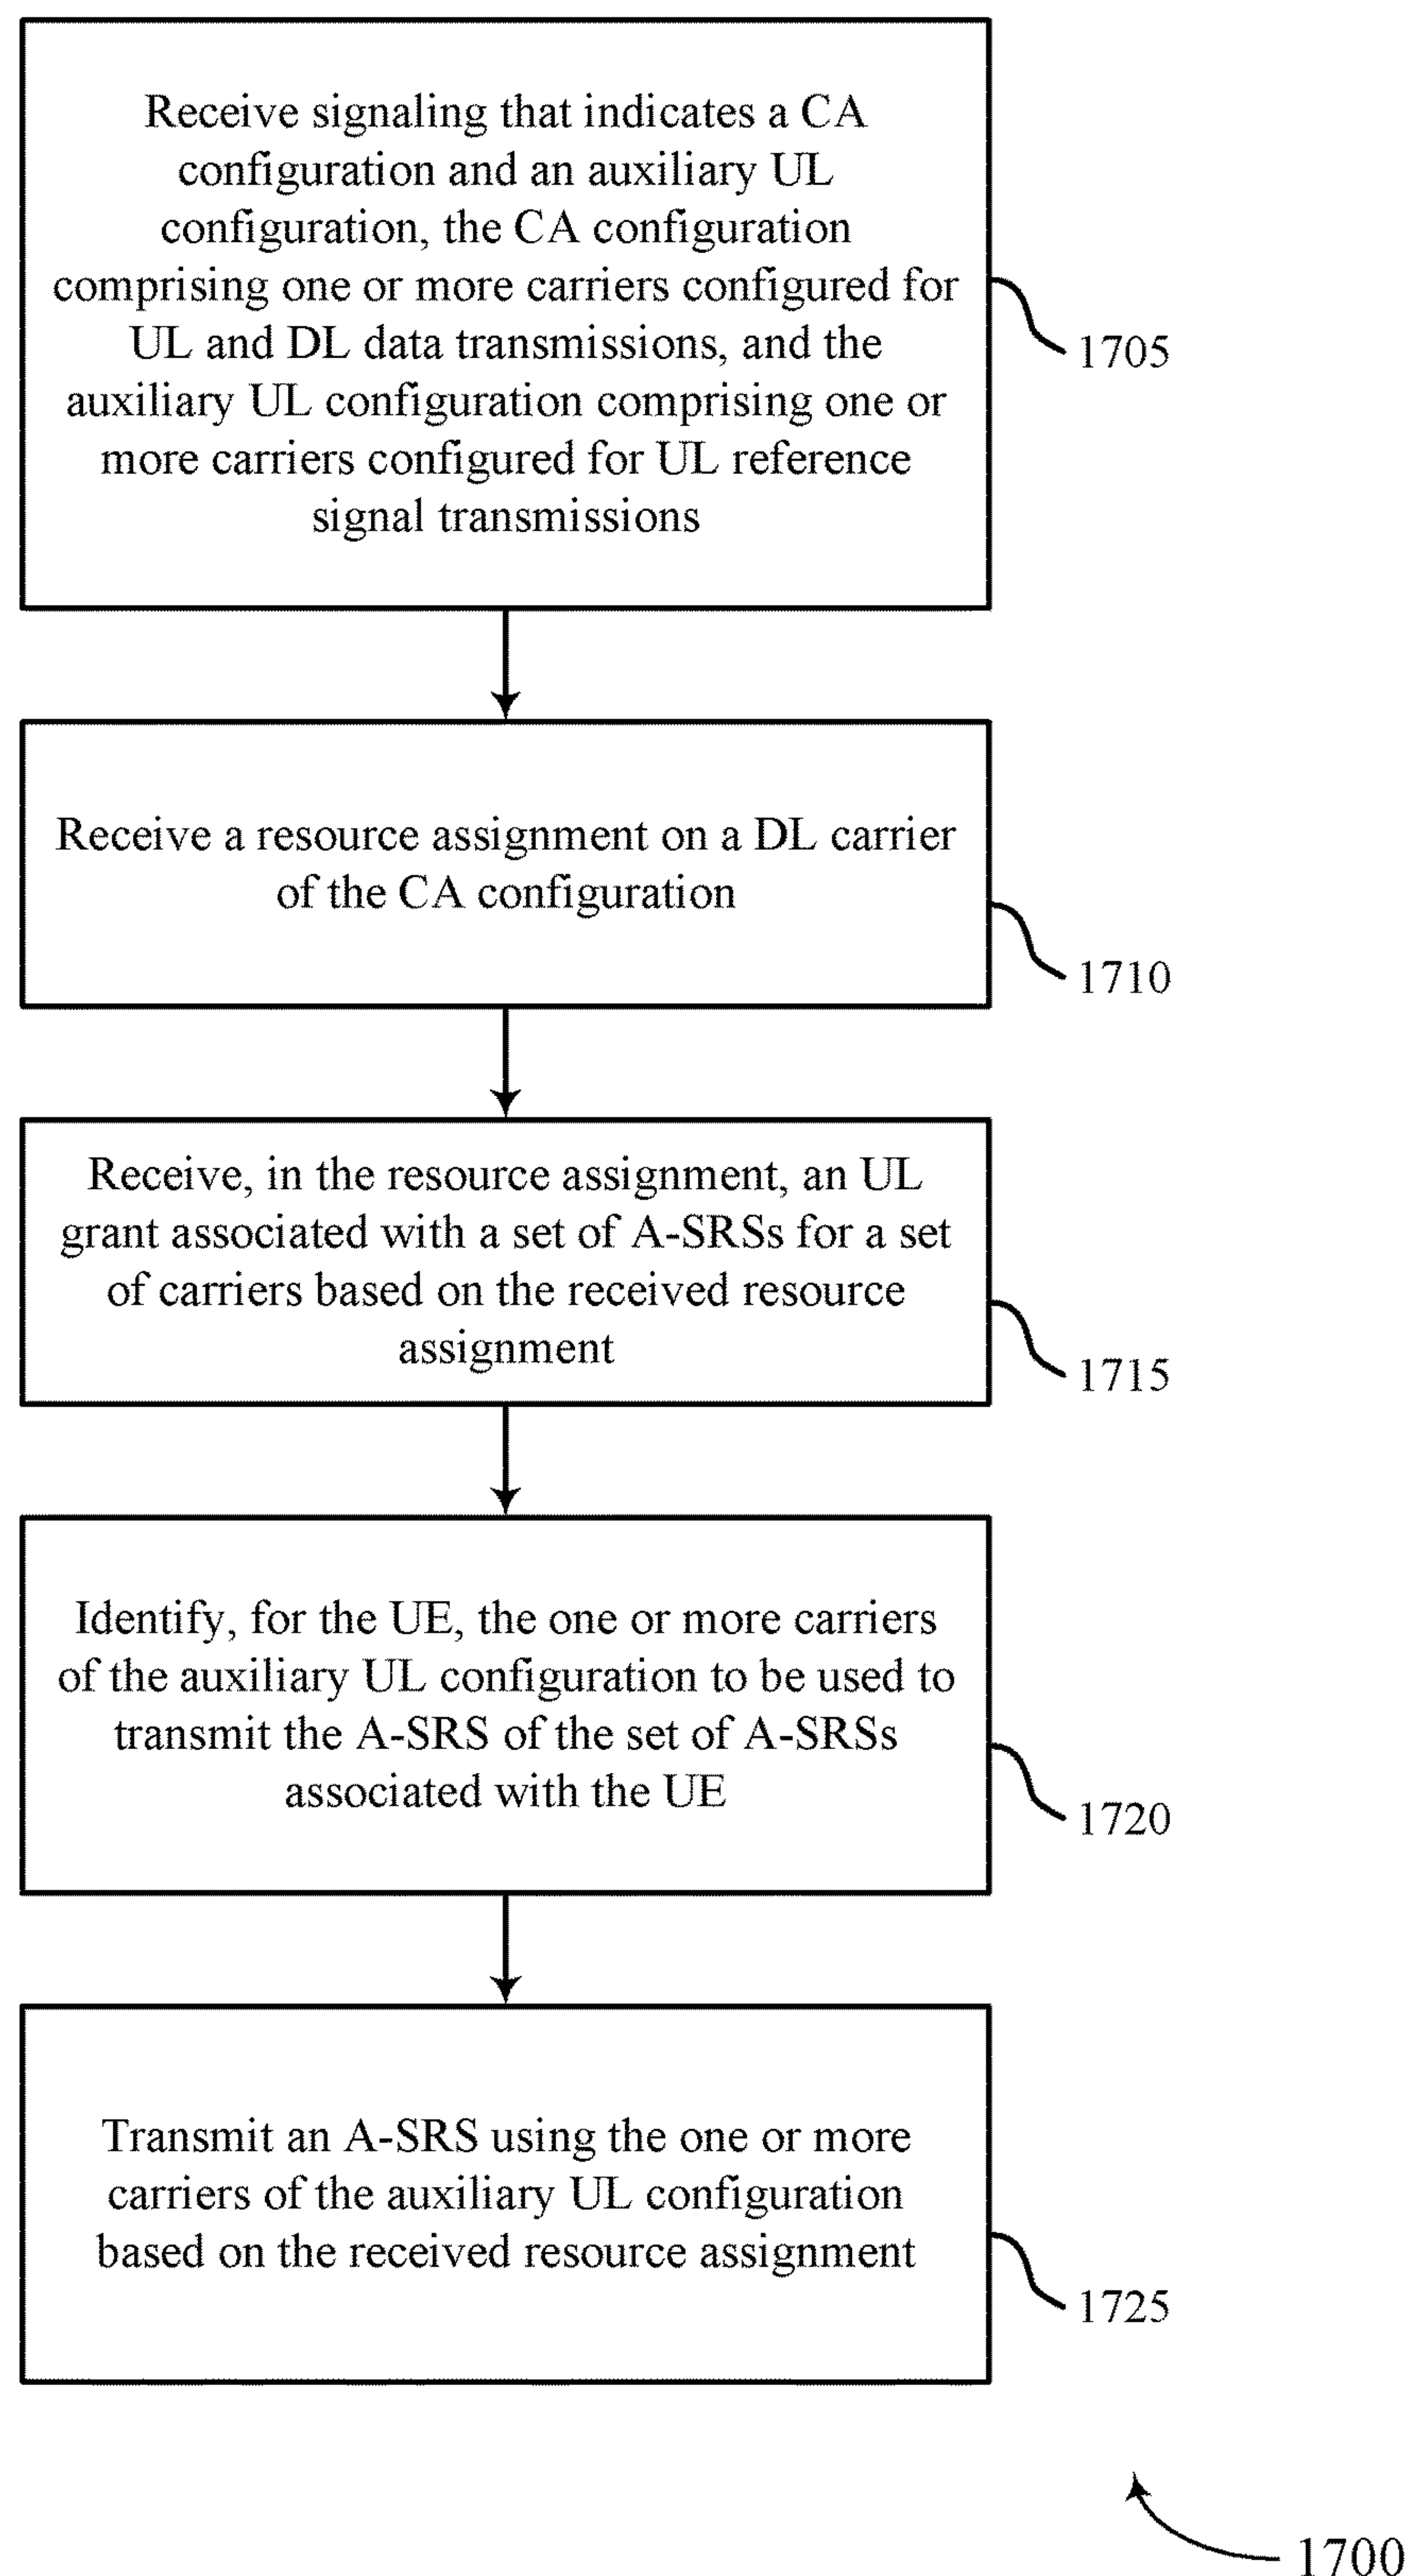 Receive signaling that indicates a CA
configuration and an auxiliary UL
configuration, the CA configuration
comprising one or more carriers configured for
UL and DL data transmissions, and the
auxiliary UL configuration comprising one or
more carriers configured for UL reference
signal transmissions
1705
Receive a resource assignment on a DL carrier
of the CA configuration
1710
Receive, in the resource assignment, an UL
grant associated with a set of A-SRSs for a set
of carriers based on the received resource
assignment
1715
Identify, for the UE, the one or more carriers
of the auxiliary UL configuration to be used to
transmit the A-SRS of the set of A-SRSs
associated with the UE
1720
Transmit an A-SRS using the one or more
carriers of the auxiliary UL configuration
based on the received resource assignment
1725
1700